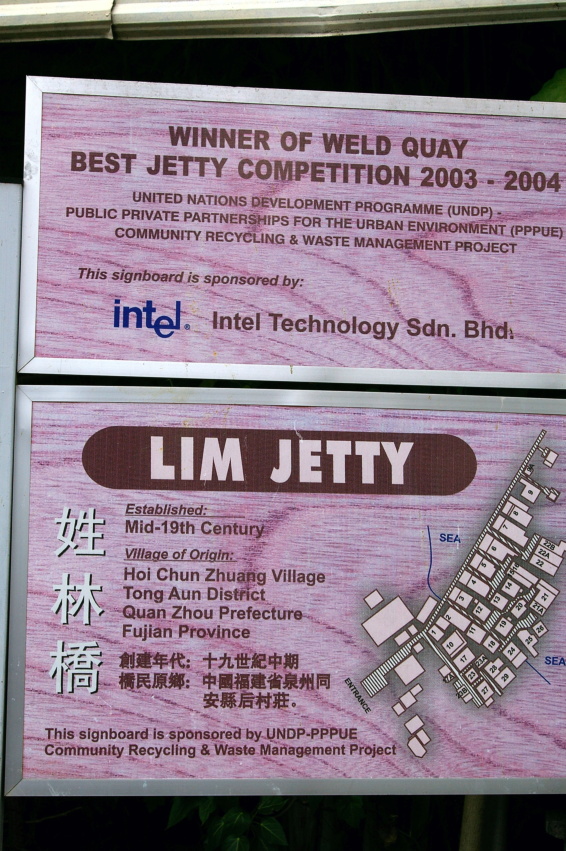 WINNER OF WELD QUAY
BEST JETTY COMPETITION 2003 - 2004
UNITED NATIONS DEVELOPMENT PROGRAMME (UNDP) -
PUBLIC PRIVATE PARTNERSHIPS FOR THE URBAN ENVIRONMENT (PPPUE)
COMMUNITY RECYCLING & WASTE MANAGEMENT PROJECT
This signboard is sponsored by:
intel® Intel Technology Sdn. Bhd.
LIM JETTY
姓林橋
Established:
Mid-19th Century
Village of Origin:
Hoi Chun Zhuang Village
Tong Aun District
Quan Zhou Prefecture
Fujian Province
創建年代: 十九世紀中期
橋民原鄉: 中國福建省泉州同
安縣后村莊。
This signboard is sponsored by UNDP-PPPUE
Community Recycling & Waste Management Project
SEA
SEA
ENTRANCE